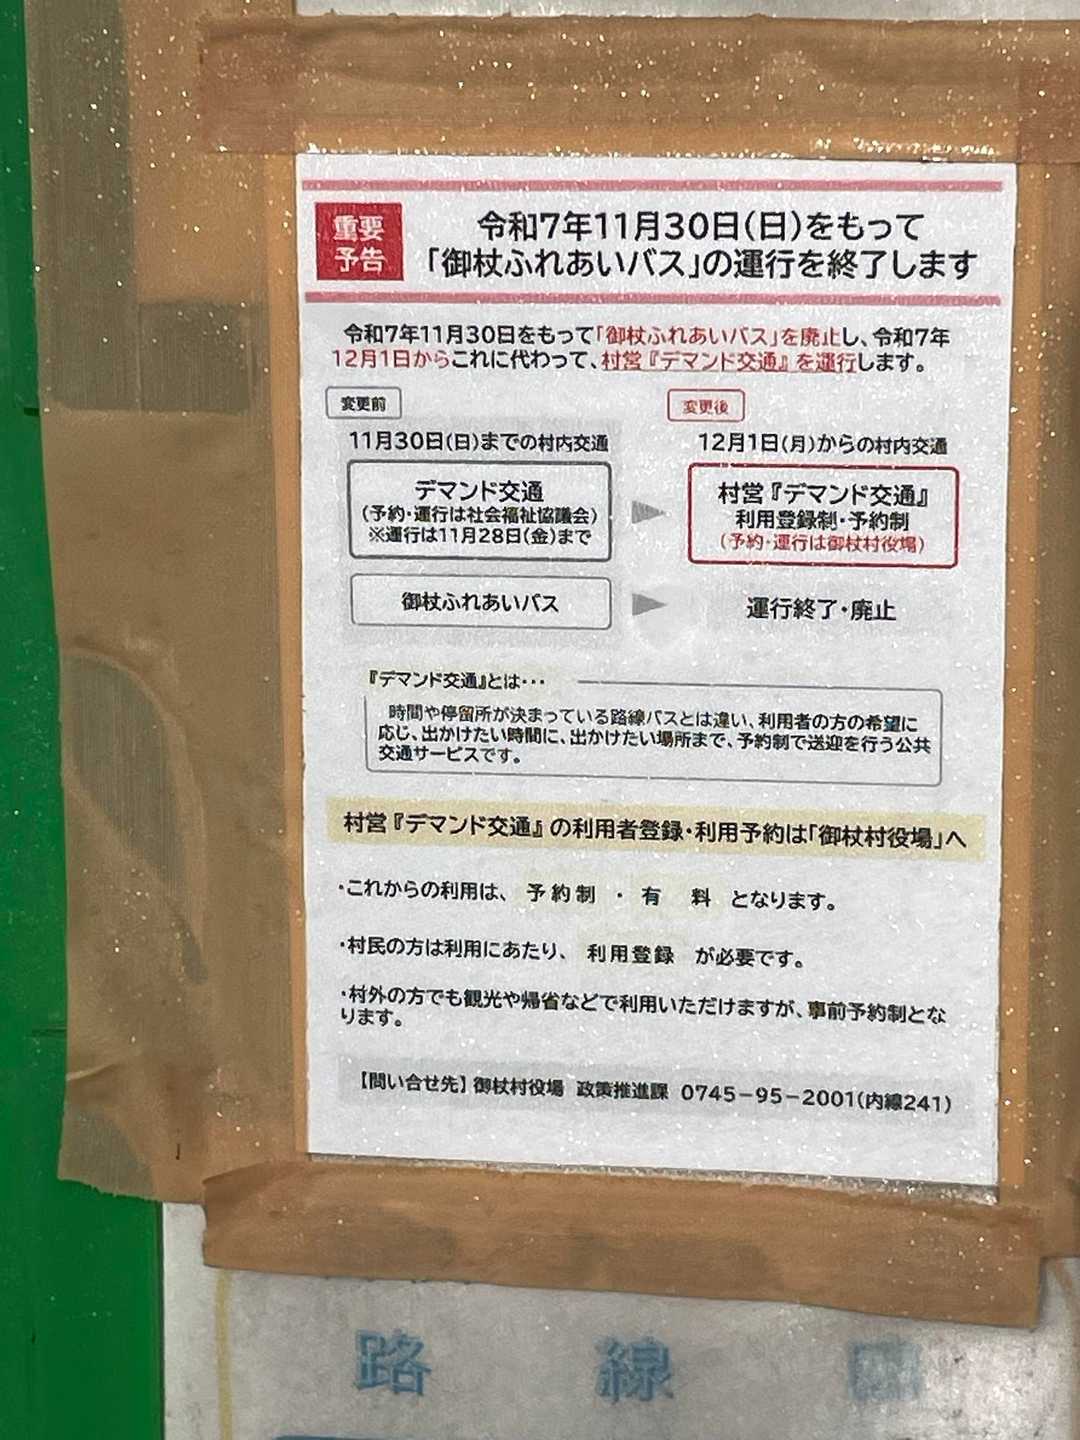 重要
予告
令和7年11月30日(日)をもって
「御杖ふれあいバス」の運行を終了します
令和7年11月30日をもって「御杖ふれあいバス」を廃止し、令和7年
12月1日からこれに代わって、村営『デマンド交通』を運行します。
変更前
変更後
11月30日(日)までの村内交通
12月1日(月)からの村内交通
デマンド交通
(予約・運行は社会福祉協議会)
※運行は11月28日(金)まで
村営『デマンド交通』
利用登録制・予約制
(予約・運行は御杖村役場)
御杖ふれあいバス
運行終了・廃止
『デマンド交通』とは・・・
時間や停留所が決まっている路線バスとは違い、利用者の方の希望に
応じ、出かけたい時間に、出かけたい場所まで、予約制で送迎を行う公共
交通サービスです。
村営『デマンド交通』の利用者登録・利用予約は「御杖村役場」へ
・これからの利用は、 予約制 ・ 有 料 となります。
・村民の方は利用にあたり、 利用登録 が必要です。
・村外の方でも観光や帰省などで利用いただけますが、事前予約制とな
ります。
【問い合せ先】御杖村役場 政策推進課 0745-95-2001(内線241)
路 線